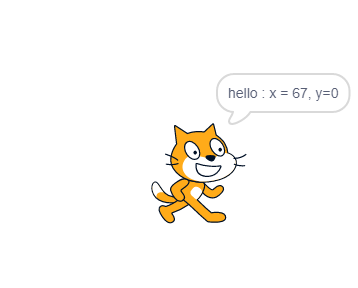 hello : x = 67, y=0